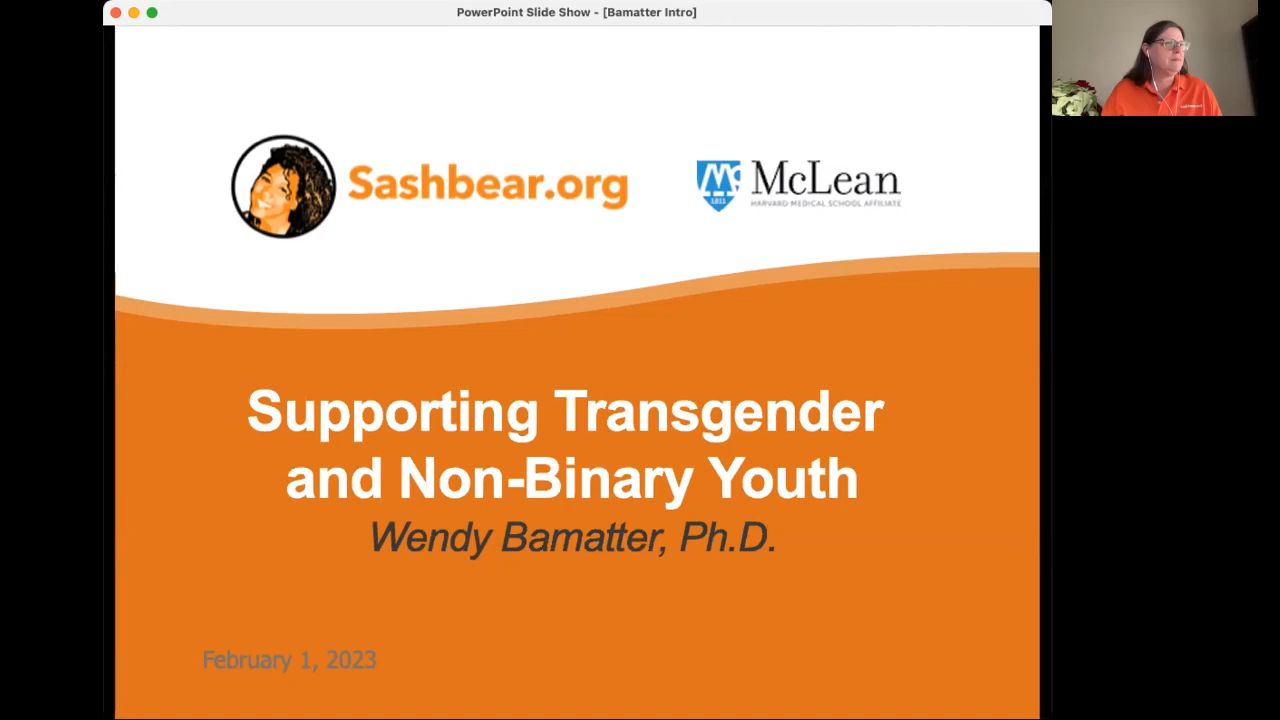 PowerPoint Slide Show - [Bamatter Intro]
Sashbear.org
McLean
HARVARD MEDICAL SCHOOL AFFILIATE
1811
Supporting Transgender
and Non-Binary Youth
Wendy Bamatter, Ph.D.
February 1, 2023